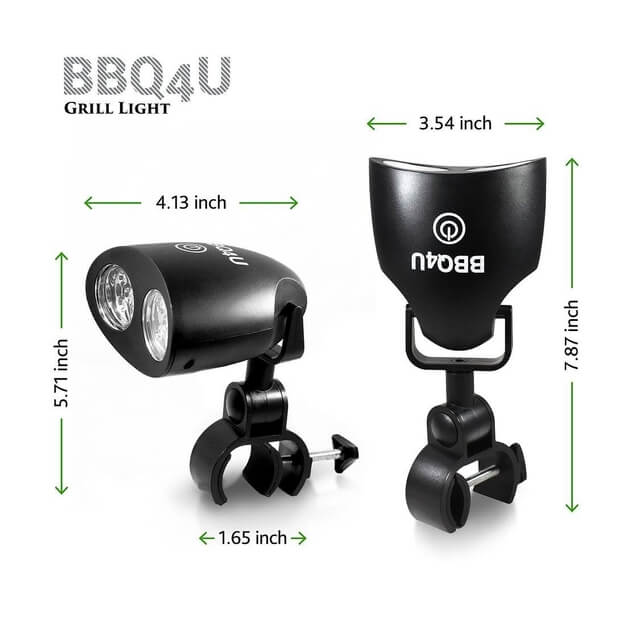 BBQ4U
GRILL LIGHT
3.54 inch
4.13 inch
5.71 inch
7.87 inch
1.65 inch
BBQ4U
BBQ4U